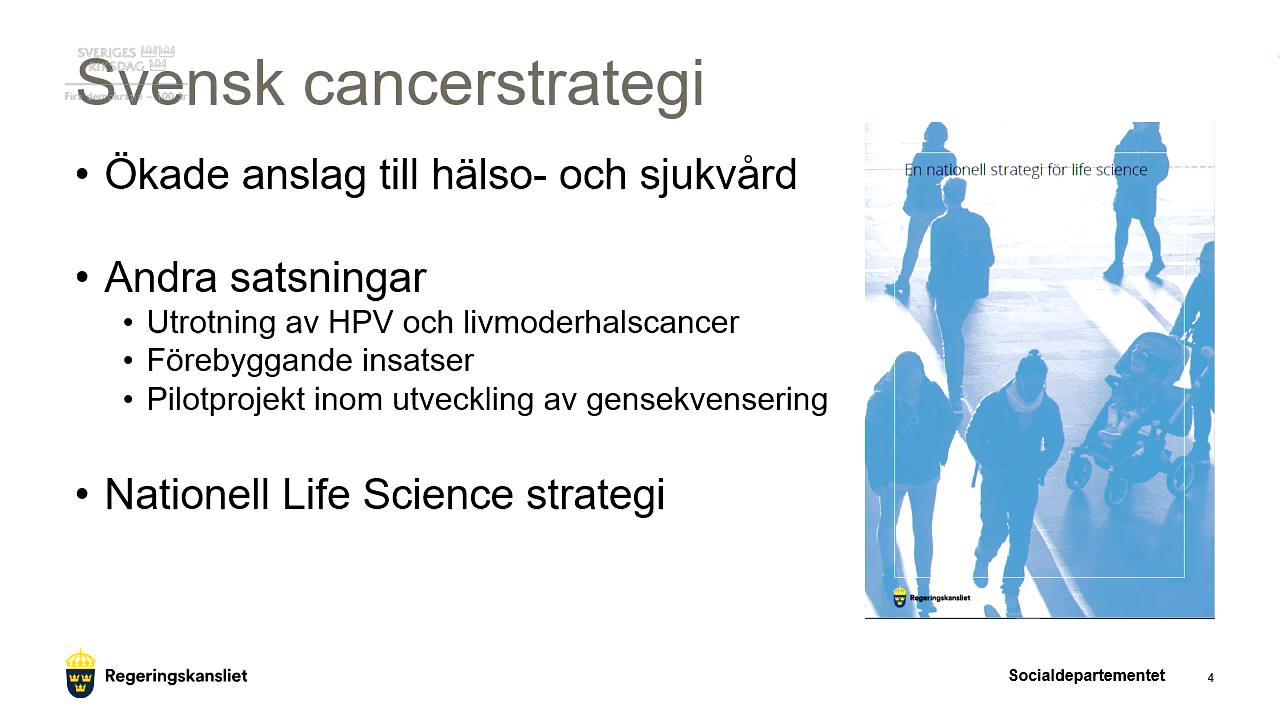 SVERIGES
RIKSDAG
Svensk cancerstrategi
• Ökade anslag till hälso- och sjukvård
• Andra satsningar
• Utrotning av HPV och livmoderhalscancer
• Förebyggande insatser
• Pilotprojekt inom utveckling av gensekvensering
• Nationell Life Science strategi
En nationell strategi för life science
Regeringskansliet
Regeringskansliet
Socialdepartementet
4